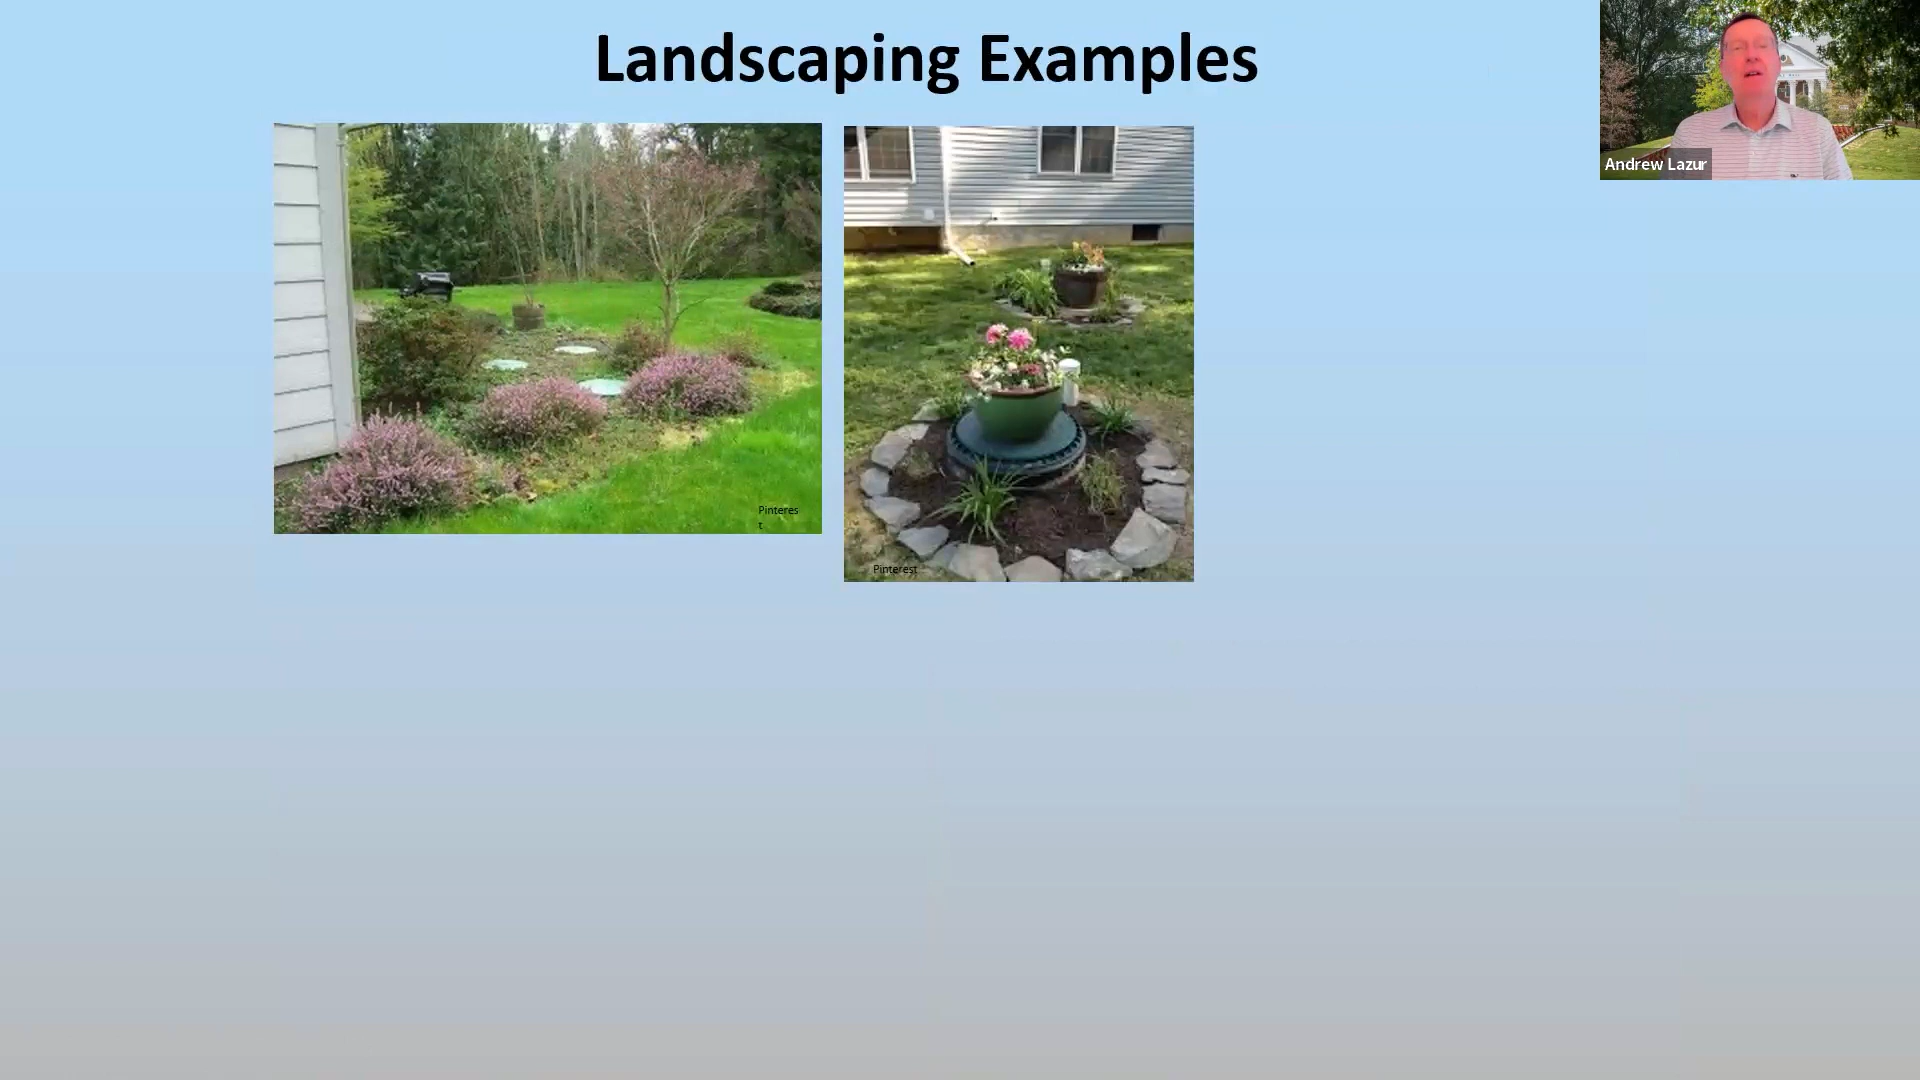 Landscaping Examples
Andrew Lazur
Pinteres
t
Pinterest